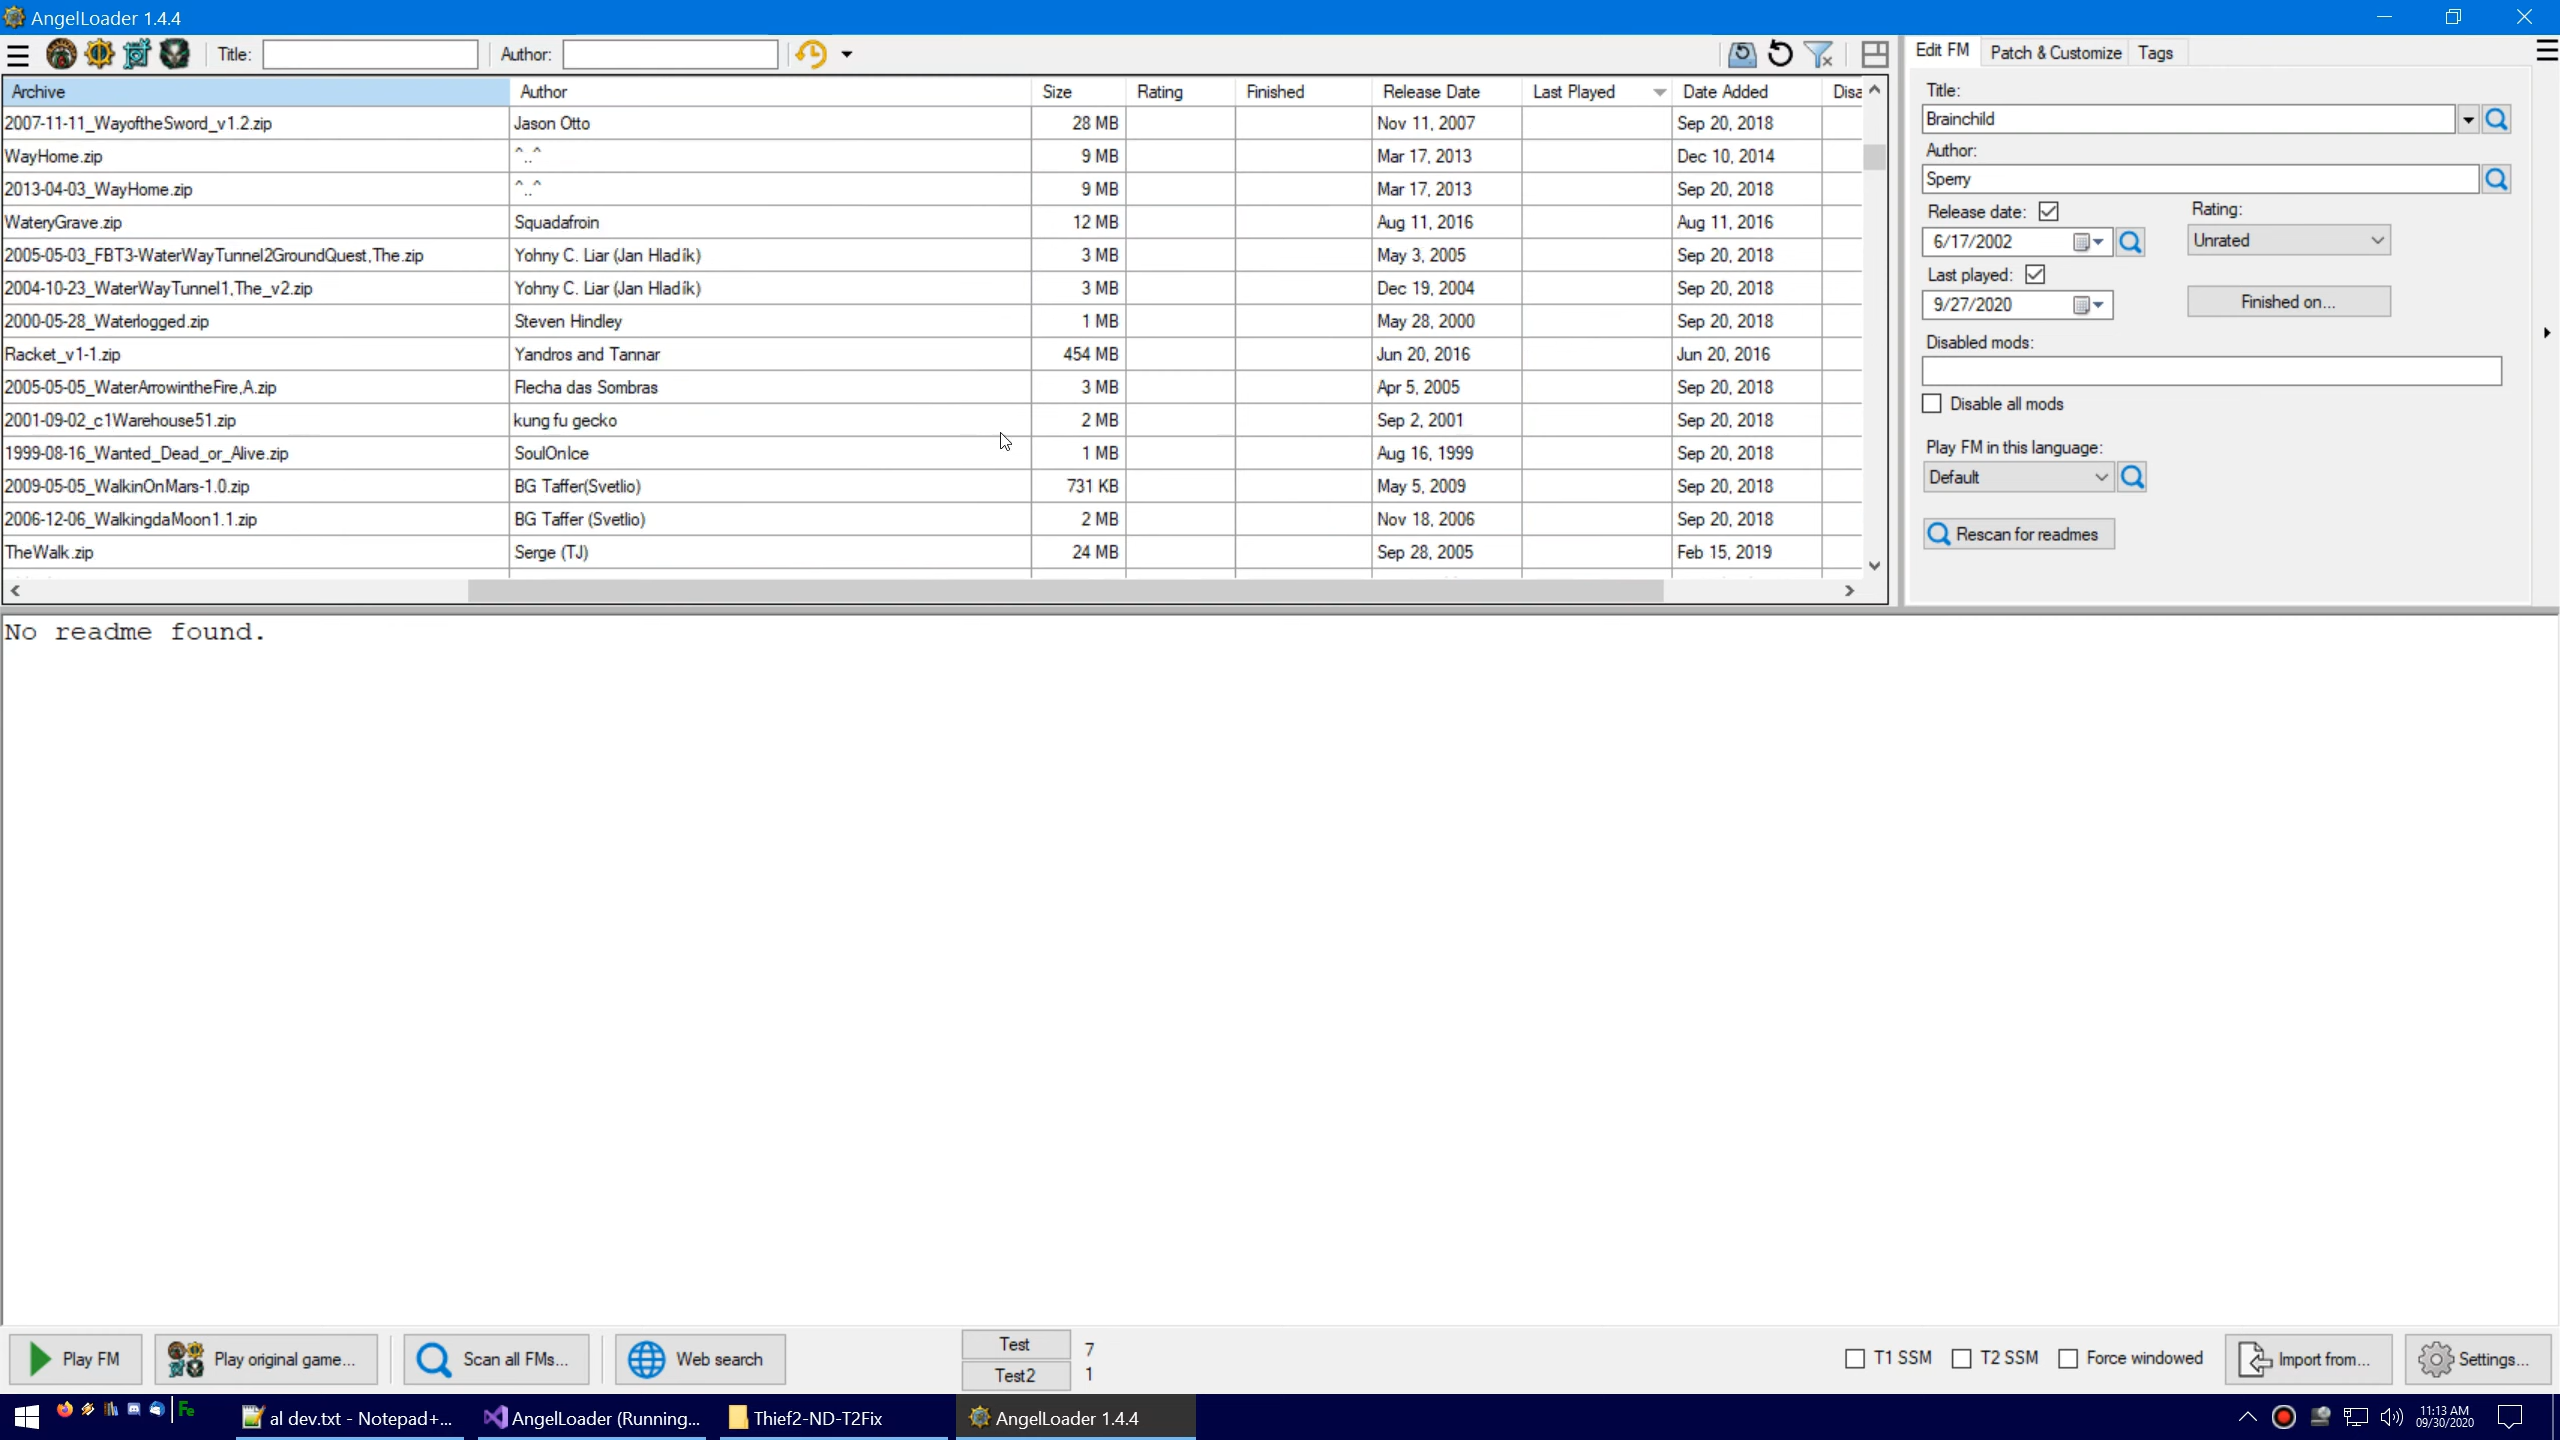 AngelLoader 1.4.4
Title: Author:
Edit FM Patch & Customize Tags
Archive Author Size Rating Finished Release Date Last Played Date Added Disa
2007-11-11_WayoftheSword_v1.2.zip Jason Otto 28 MB Nov 11, 2007 Sep 20, 2018
WayHome.zip ^..^ 9 MB Mar 17, 2013 Dec 10, 2014
2013-04-03_WayHome.zip ^..^ 9 MB Mar 17, 2013 Sep 20, 2018
WateryGrave.zip Squadafroin 12 MB Aug 11, 2016 Aug 11, 2016
2005-05-03_FBT3-WaterWayTunnel2GroundQuest,The.zip Yohny C. Liar (Jan Hladík) 3 MB May 3, 2005 Sep 20, 2018
2004-10-23_WaterWayTunnel1,The_v2.zip Yohny C. Liar (Jan Hladík) 3 MB Dec 19, 2004 Sep 20, 2018
2000-05-28_Waterlogged.zip Steven Hindley 1 MB May 28, 2000 Sep 20, 2018
Racket_v1-1.zip Yandros and Tannar 454 MB Jun 20, 2016 Jun 20, 2016
2005-05-05_WaterArrowintheFire,A.zip Flecha das Sombras 3 MB Apr 5, 2005 Sep 20, 2018
2001-09-02_c1Warehouse51.zip kung fu gecko 2 MB Sep 2, 2001 Sep 20, 2018
1999-08-16_Wanted_Dead_or_Alive.zip SoulOnIce 1 MB Aug 16, 1999 Sep 20, 2018
2009-05-05_WalkinOnMars-1.0.zip BG Taffer(Svetlio) 731 KB May 5, 2009 Sep 20, 2018
2006-12-06_WalkingdaMoon1.1.zip BG Taffer (Svetlio) 2 MB Nov 18, 2006 Sep 20, 2018
TheWalk.zip Serge (TJ) 24 MB Sep 28, 2005 Feb 15, 2019
Title:
Brainchild
Author:
Sperry
Release date: Rating:
6/17/2002 Unrated
Last played:
9/27/2020 Finished on...
Disabled mods:
Disable all mods
Play FM in this language:
Default
Rescan for readmes
No readme found.
Play FM Play original game... Scan all FMs... Web search
Test 7
Test2 1
T1 SSM T2 SSM Force windowed Import from... Settings...
Fe al dev.txt - Notepad+... AngelLoader (Running... Thief2-ND-T2Fix AngelLoader 1.4.4
11:13 AM
09/30/2020